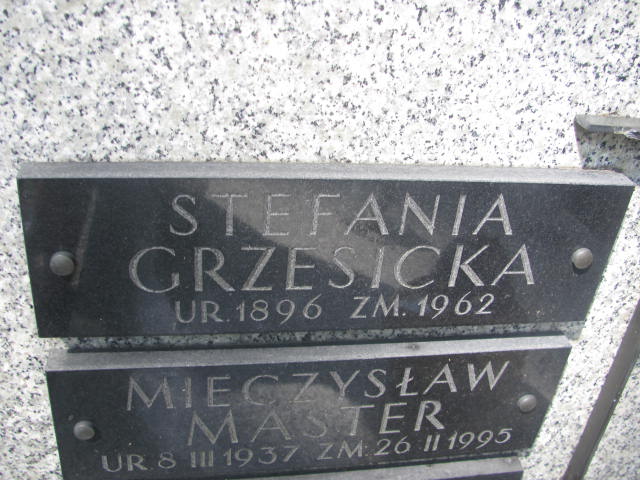 STEFANIA
GRZESICKA
UR. 1896 ZM. 1962
MIECZYSŁAW
MASTER
UR. 8 III 1937 ZM. 26 II 1995